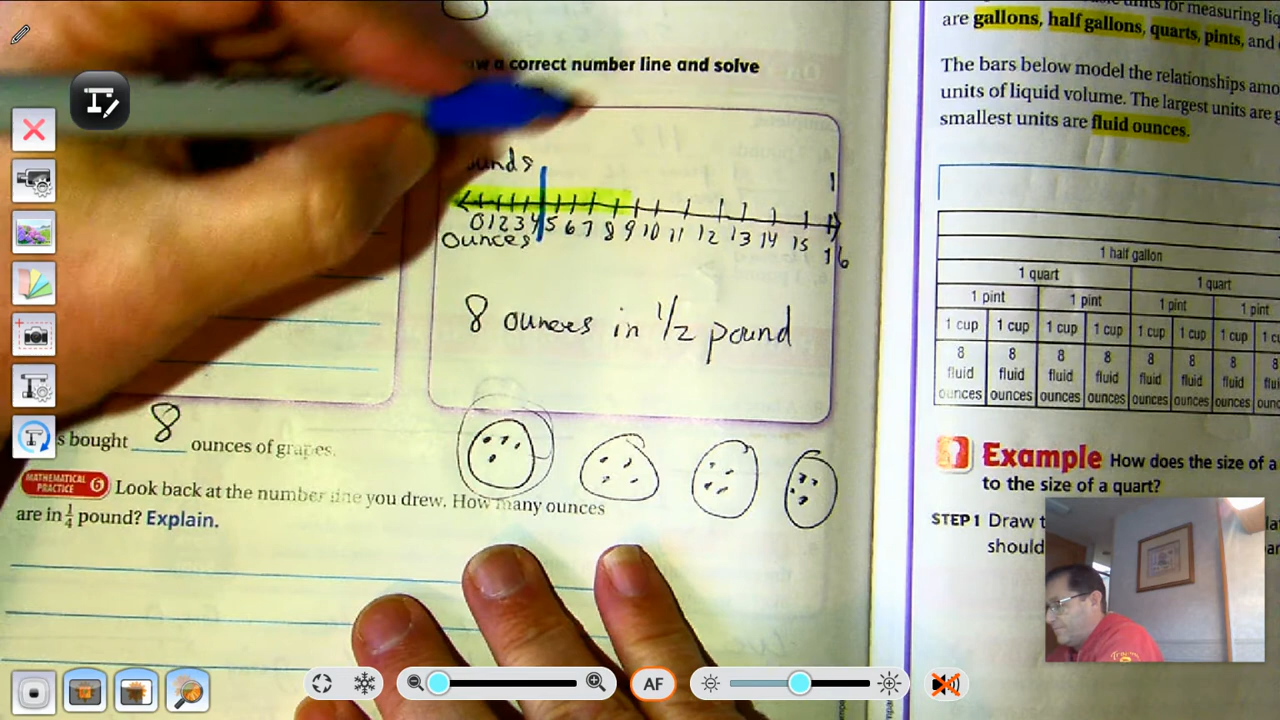 w a correct number line and solve
unds
1
0 1 2 3 4 5 6 7 8 9 10 11 12 13 14 15 16
Ounces
8 ounces in 1/2 pound
s bought 8 ounces of grapes.
MATHEMATICAL PRACTICE 6 Look back at the number line you drew. How many ounces
are in 1/4 pound? Explain.
units for measuring liq
are gallons, half gallons, quarts, pints, and
The bars below model the relationships amo
units of liquid volume. The largest units are g
smallest units are fluid ounces.
1 half gallon
1 quart 1 quart
1 pint 1 pint 1 pint 1 pint
1 cup 1 cup 1 cup 1 cup 1 cup 1 cup 1 cup 1 c
8 8 8 8 8 8 8
fluid fluid fluid fluid fluid fluid fluid
ounces ounces ounces ounces ounces ounces ounces
Example How does the size of a
to the size of a quart?
STEP 1 Draw t
should
AF